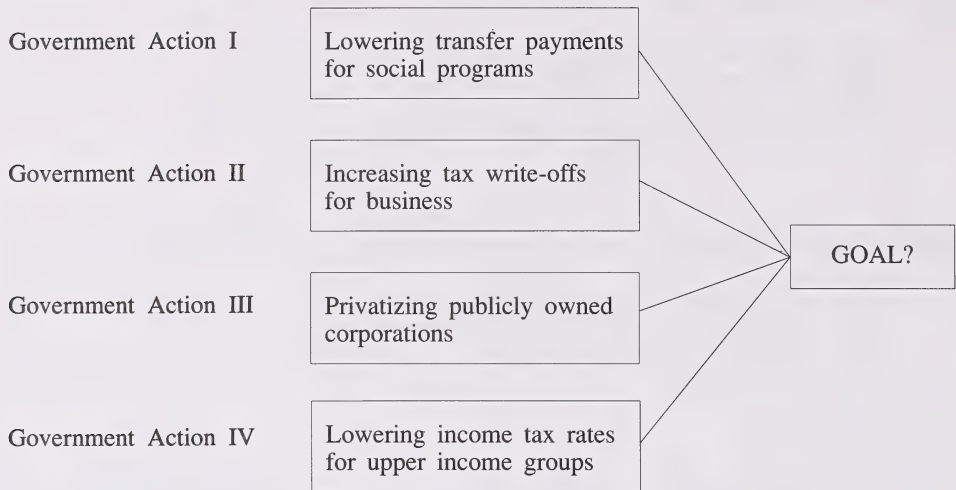 Government Action I
Lowering transfer payments
for social programs
Government Action II
Increasing tax write-offs
for business
GOAL?
Government Action III
Privatizing publicly owned
corporations
Government Action IV
Lowering income tax rates
for upper income groups